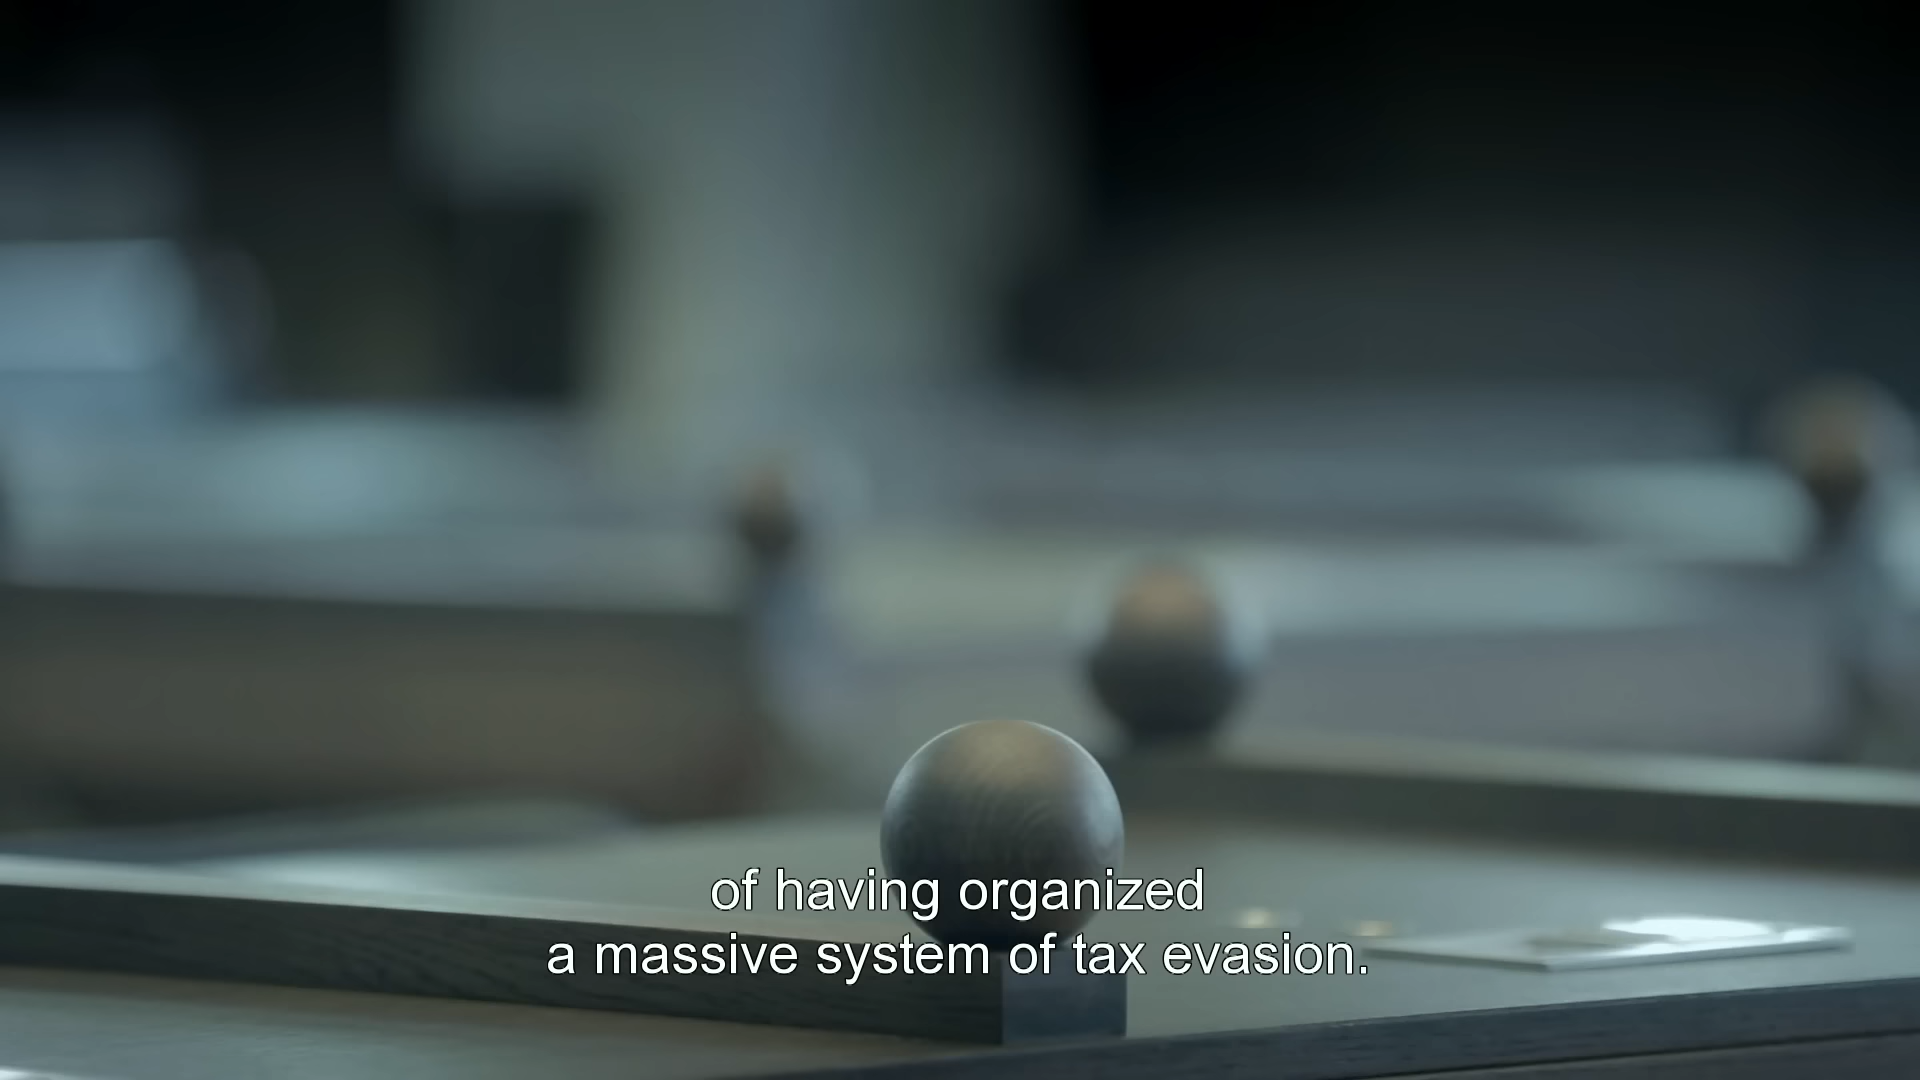 of having organized
a massive system of tax evasion.